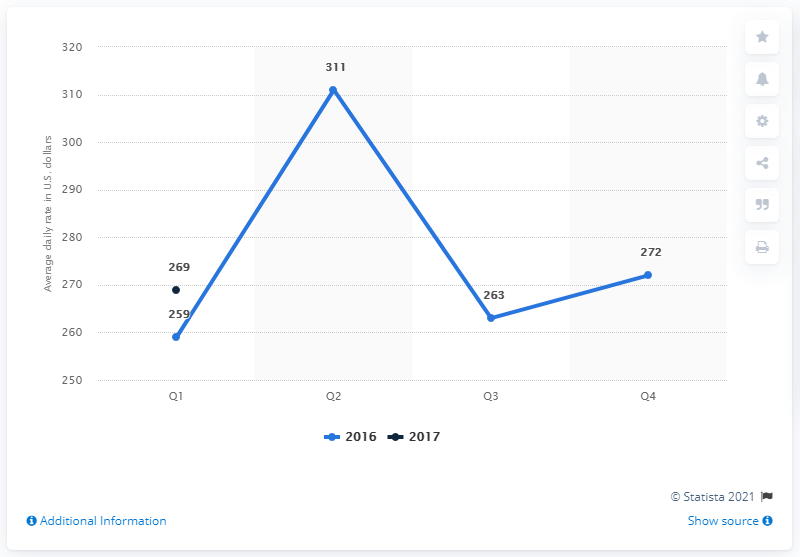 320
310
300
290
280
270
260
250
Average daily rate in U.S. dollars
311
269
259
263
272
Q1 Q2 Q3 Q4
2016 2017
© Statista 2021
Additional Information
Show source